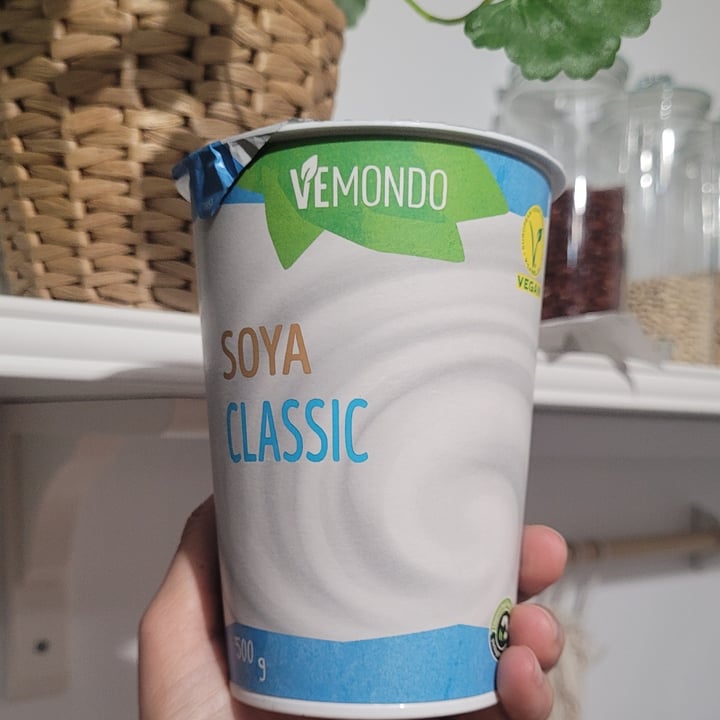 VEMONDO
VEGAN
SOYA
CLASSIC
500 g